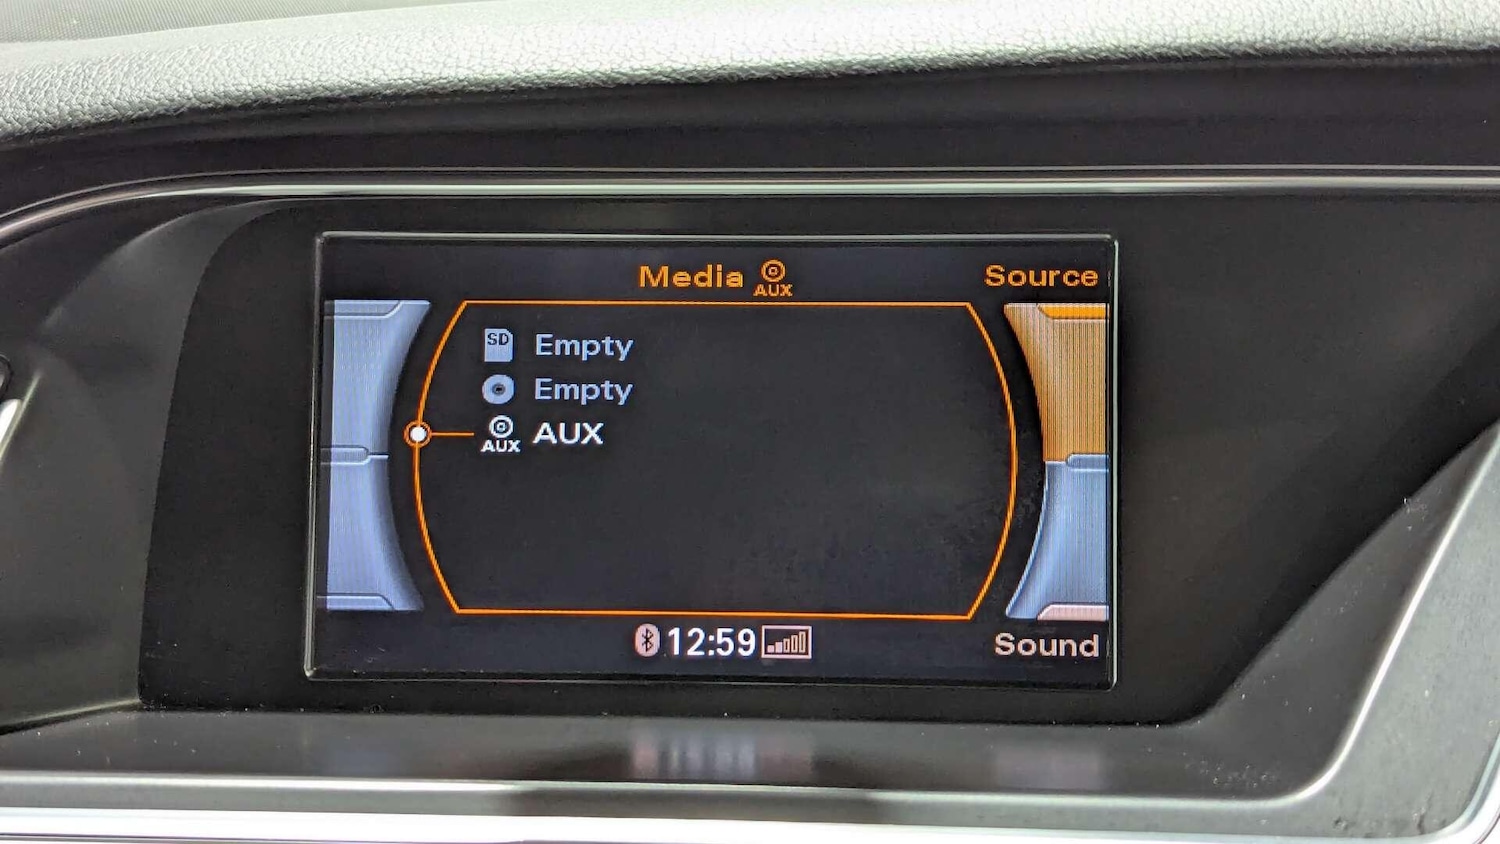 Media AUX Source
SD Empty
Empty
AUX AUX
12:59
Sound